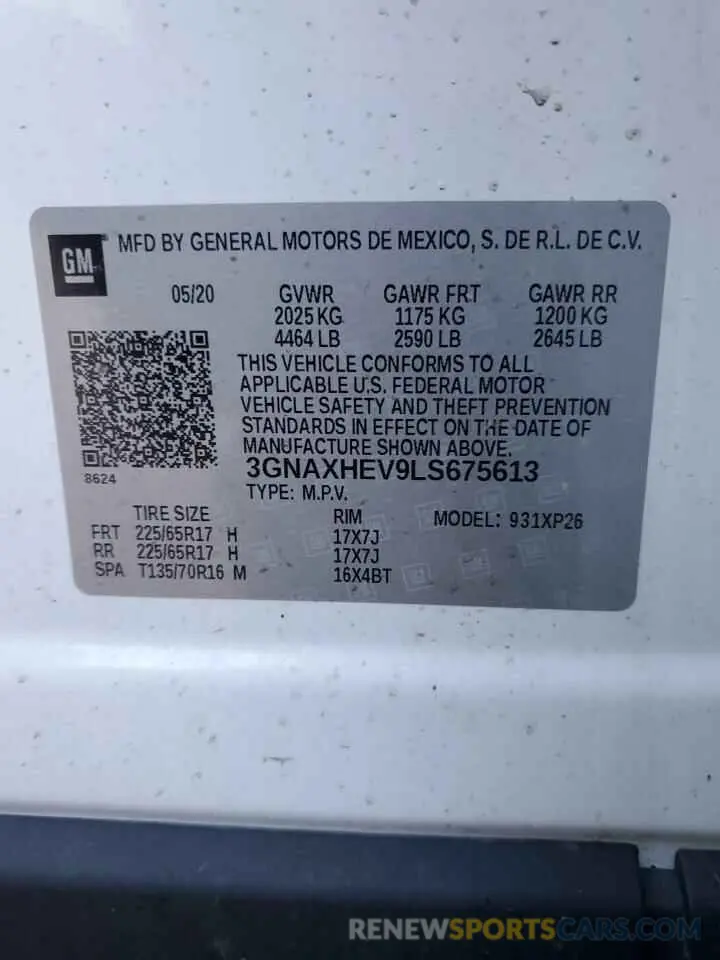 GM
MFD BY GENERAL MOTORS DE MEXICO, S. DE R.L. DE C.V.
05/20 GVWR GAWR FRT GAWR RR
2025 KG 1175 KG 1200 KG
4464 LB 2590 LB 2645 LB
THIS VEHICLE CONFORMS TO ALL
APPLICABLE U.S. FEDERAL MOTOR
VEHICLE SAFETY AND THEFT PREVENTION
STANDARDS IN EFFECT ON THE DATE OF
MANUFACTURE SHOWN ABOVE.
8624
3GNAXHEV9LS675613
TYPE: M.P.V.
TIRE SIZE RIM MODEL: 931XP26
FRT 225/65R17 H 17X7J
RR 225/65R17 H 17X7J
SPA T135/70R16 M 16X4BT
RENEWSPORTSCARS.COM